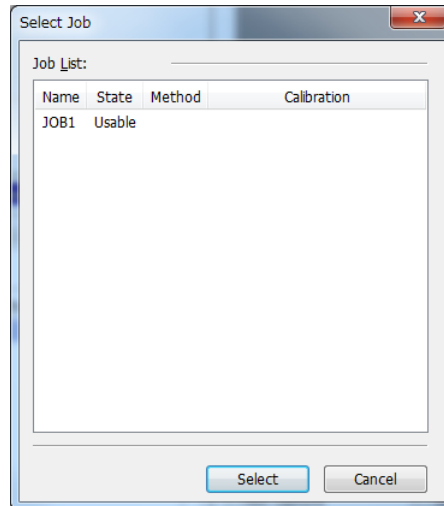 Select Job
Job List:
Name State Method Calibration
JOB1 Usable
Select Cancel